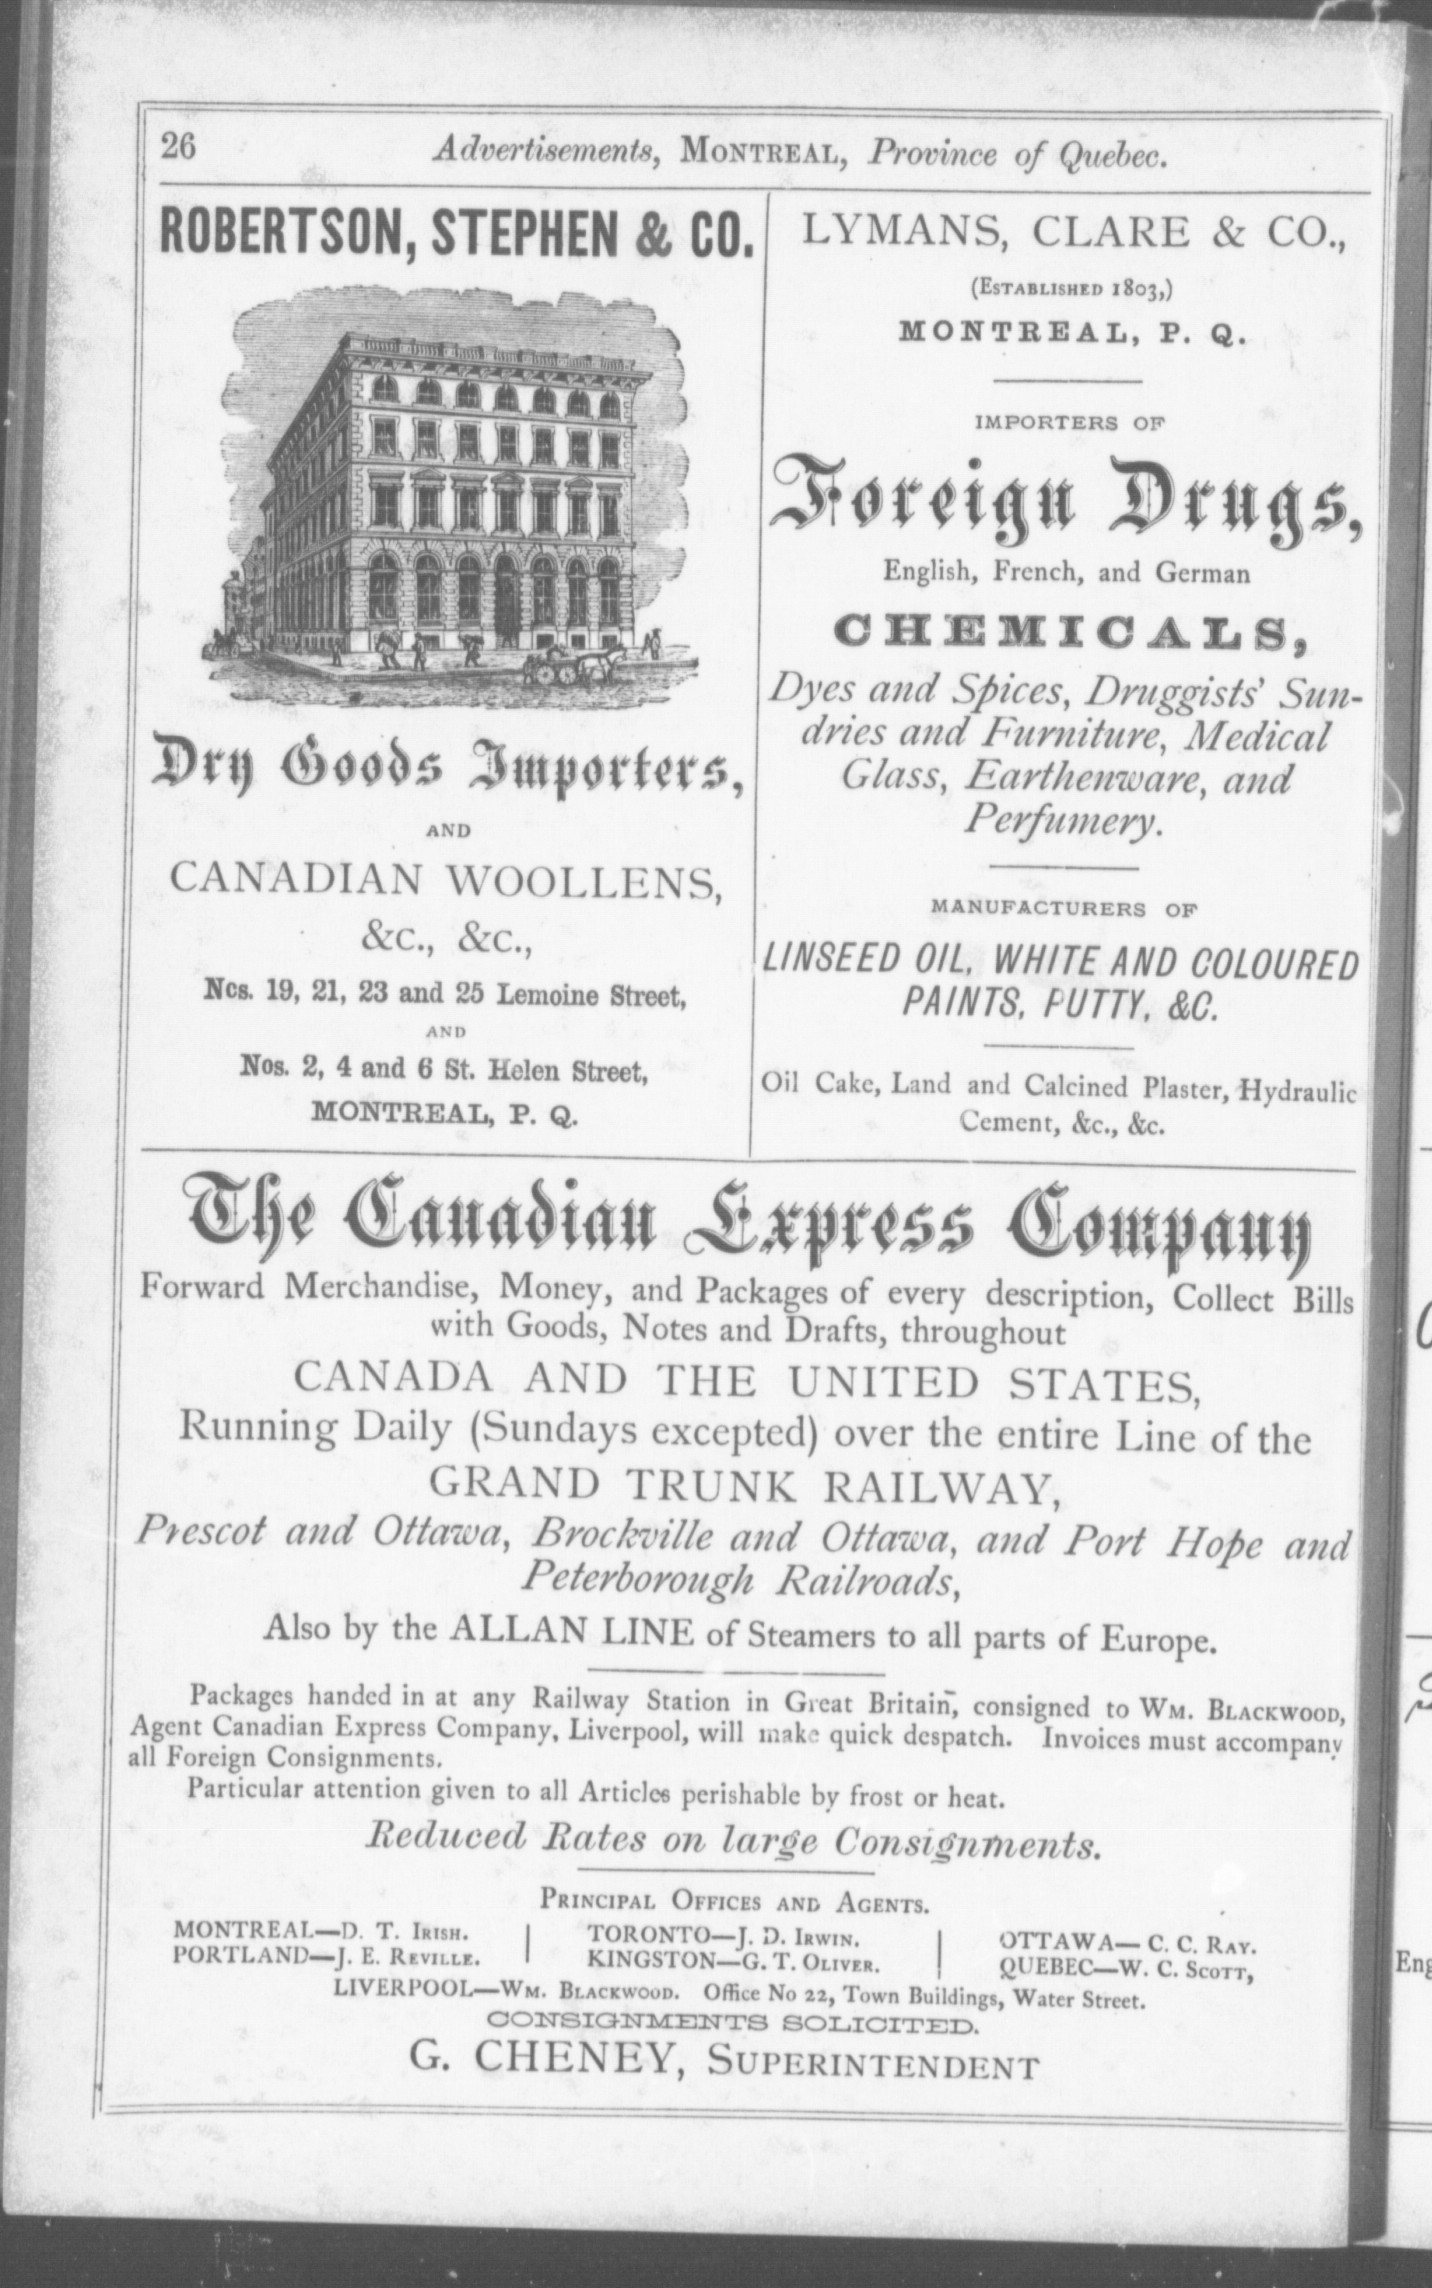 26
Advertisements, MONTREAL, Province of Quebec.
ROBERTSON, STEPHEN & CO.
Dry Goods Importers,
AND
CANADIAN WOOLLENS,
&c., &c.,
Nos. 19, 21, 23 and 25 Lemoine Street,
AND
Nos. 2, 4 and 6 St. Helen Street,
MONTREAL, P. Q.
LYMANS, CLARE & CO.,
(ESTABLISHED 1803,)
MONTREAL, P. Q.
IMPORTERS OF
Foreign Drugs,
English, French, and German
CHEMICALS,
Dyes and Spices, Druggists' Sun-
dries and Furniture, Medical
Glass, Earthenware, and
Perfumery.
MANUFACTURERS OF
LINSEED OIL, WHITE AND COLOURED
PAINTS, PUTTY, &C.
Oil Cake, Land and Calcined Plaster, Hydraulic
Cement, &c., &c.
The Canadian Express Company
Forward Merchandise, Money, and Packages of every description, Collect Bills
with Goods, Notes and Drafts, throughout
CANADA AND THE UNITED STATES,
Running Daily (Sundays excepted) over the entire Line of the
GRAND TRUNK RAILWAY,
Prescot and Ottawa, Brockville and Ottawa, and Port Hope and
Peterborough Railroads,
Also by the ALLAN LINE of Steamers to all parts of Europe.
Packages handed in at any Railway Station in Great Britain, consigned to WM. BLACKWOOD,
Agent Canadian Express Company, Liverpool, will make quick despatch. Invoices must accompany
all Foreign Consignments.
Particular attention given to all Articles perishable by frost or heat.
Reduced Rates on large Consignments.
PRINCIPAL OFFICES AND AGENTS.
MONTREAL—D. T. IRISH.
PORTLAND—J. E. REVILLE.
TORONTO—J. D. IRWIN.
KINGSTON—G. T. OLIVER.
OTTAWA—C. C. RAY.
QUEBEC—W. C. SCOTT,
LIVERPOOL—WM. BLACKWOOD. Office No 22, Town Buildings, Water Street.
CONSIGNMENTS SOLICITED.
G. CHENEY, SUPERINTENDENT
Eng